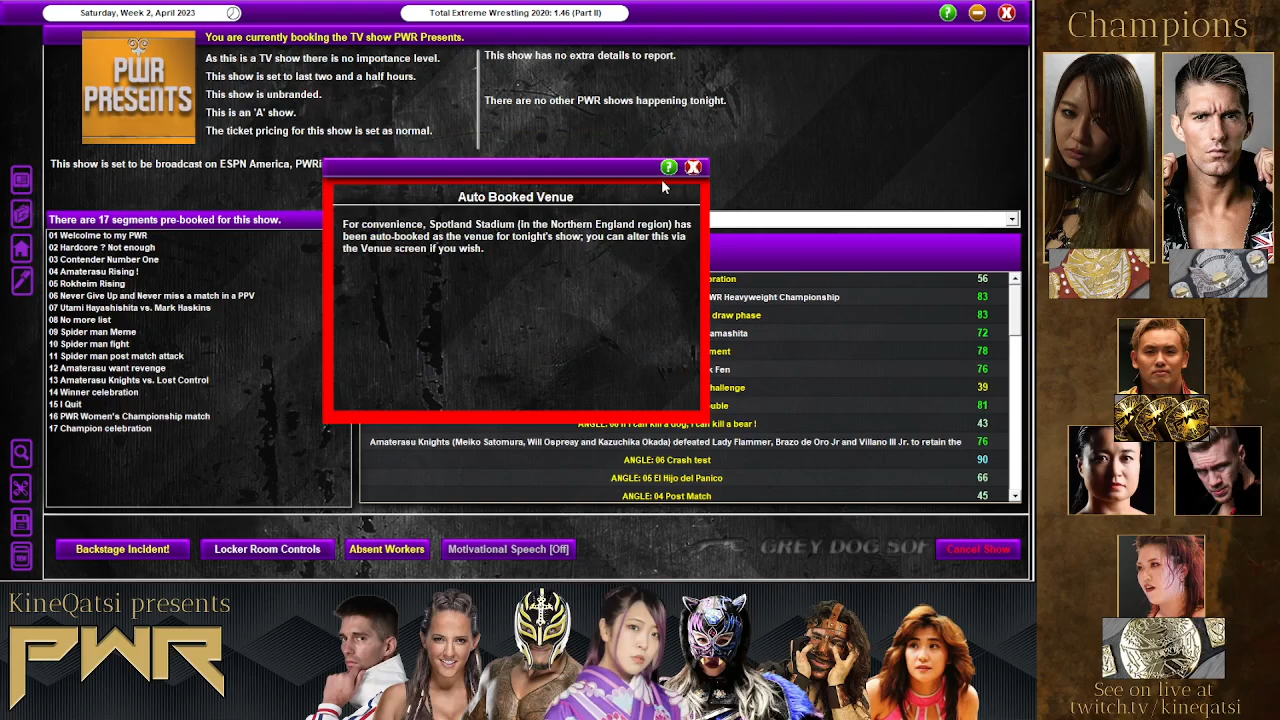 Saturday, Week 2, April 2023
Total Extreme Wrestling 2020: 1.46 (Part II)
Champions
You are currently booking the TV show PWR Presents.
PWR
PRESENTS
As this is a TV show there is no importance level.
This show is set to last two and a half hours.
This show is unbranded.
This is an 'A' show.
The ticket pricing for this show is set as normal.
This show has no extra details to report.
There are no other PWR shows happening tonight.
This show is set to be broadcast on ESPN America, PWRi
Auto Booked Venue
For convenience, Spotland Stadium (in the Northern England region) has
been auto-booked as the venue for tonight's show; you can alter this via
the Venue screen if you wish.
There are 17 segments pre-booked for this show.
01 Welcome to my PWR
02 Hardcore ? Not enough
03 Contender Number One
04 Amaterasu Rising !
05 Rokheim Rising
06 Never Give Up and Never miss a match in a PPV
07 Utami Hayashishita vs. Mark Haskins
08 No more list
09 Spider man Meme
10 Spider man fight
11 Spider man post match attack
12 Amaterasu want revenge
13 Amaterasu Knights vs. Lost Control
14 Winner celebration
15 I Quit
16 PWR Women's Championship match
17 Champion celebration
oration 56
WR Heavyweight Championship 83
draw phase 83
amashita 72
ment 78
k Fen 76
hallenge 39
ouble 81
ANGLE: 06 If I can kill a dog, I can kill a bear ! 43
Amaterasu Knights (Meiko Satomura, Will Ospreay and Kazuchika Okada) defeated Lady Flammer, Brazo de Oro Jr and Villano III Jr. to retain the 76
ANGLE: 06 Crash test 90
ANGLE: 05 El Hijo del Panico 66
ANGLE: 04 Post Match 45
Backstage Incident!
Locker Room Controls
Absent Workers
Motivational Speech [Off]
GREY DOG SOF
Cancel Show
KineQatsi presents
PWR
See on live at
twitch.tv/kineqatsi